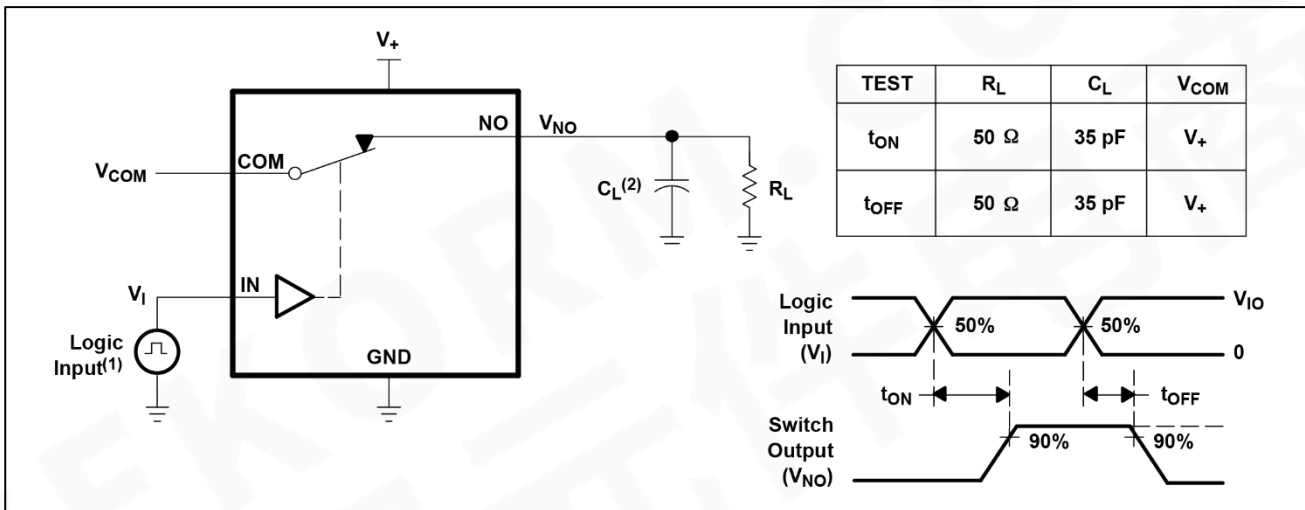 V+
NO
VNO
COM
VCOM
CL(2)
RL
VI
IN
Logic
Input(1)
GND
TEST RL CL VCOM
tON 50 Ω 35 pF V+
tOFF 50 Ω 35 pF V+
Logic
Input
(VI)
50%
50%
VIO
0
tON
tOFF
Switch
Output
(VNO)
90%
90%